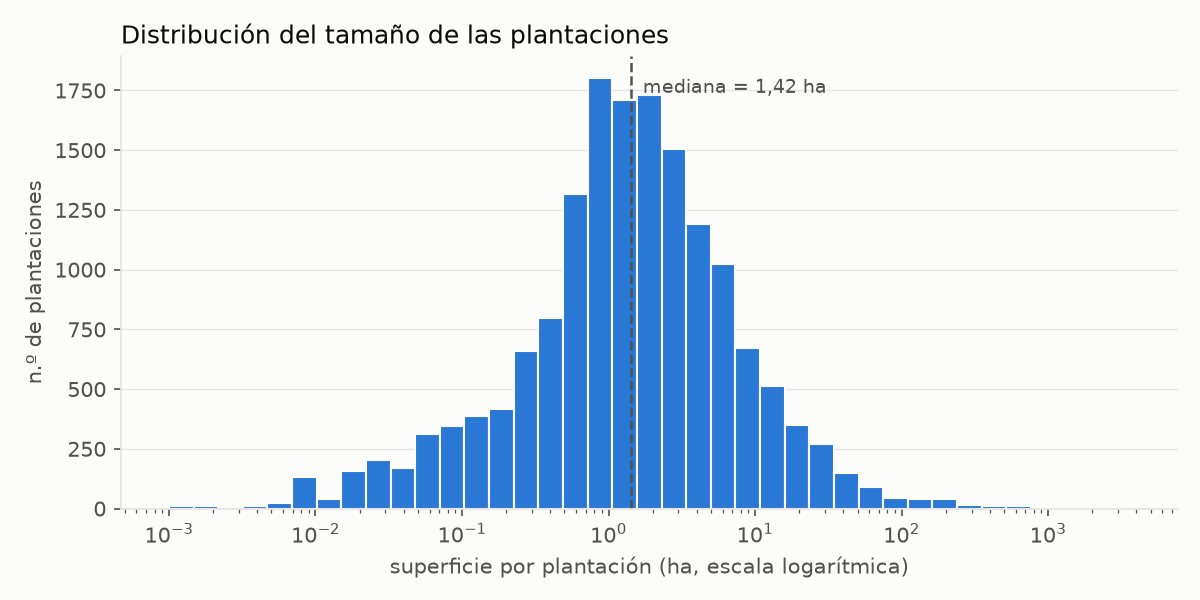 Distribución del tamaño de las plantaciones
mediana = 1,42 ha
n.º de plantaciones
1750
1500
1250
1000
750
500
250
0
10⁻³ 10⁻² 10⁻¹ 10⁰ 10¹ 10² 10³
superficie por plantación (ha, escala logarítmica)